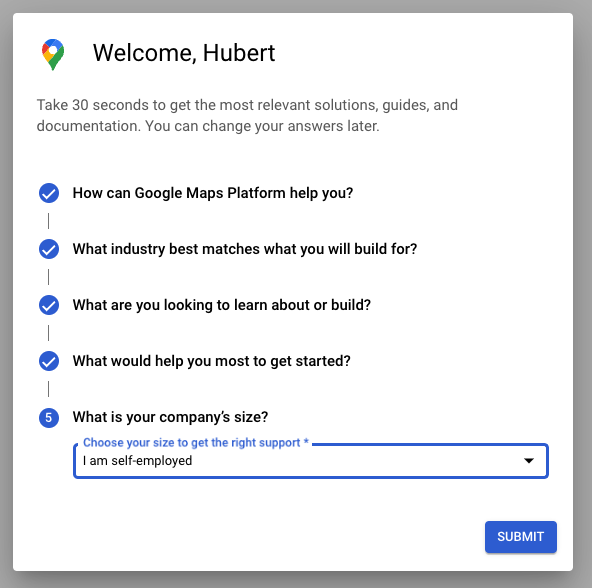 Welcome, Hubert
Take 30 seconds to get the most relevant solutions, guides, and
documentation. You can change your answers later.
How can Google Maps Platform help you?
What industry best matches what you will build for?
What are you looking to learn about or build?
What would help you most to get started?
5 What is your company’s size?
Choose your size to get the right support *
I am self-employed
SUBMIT